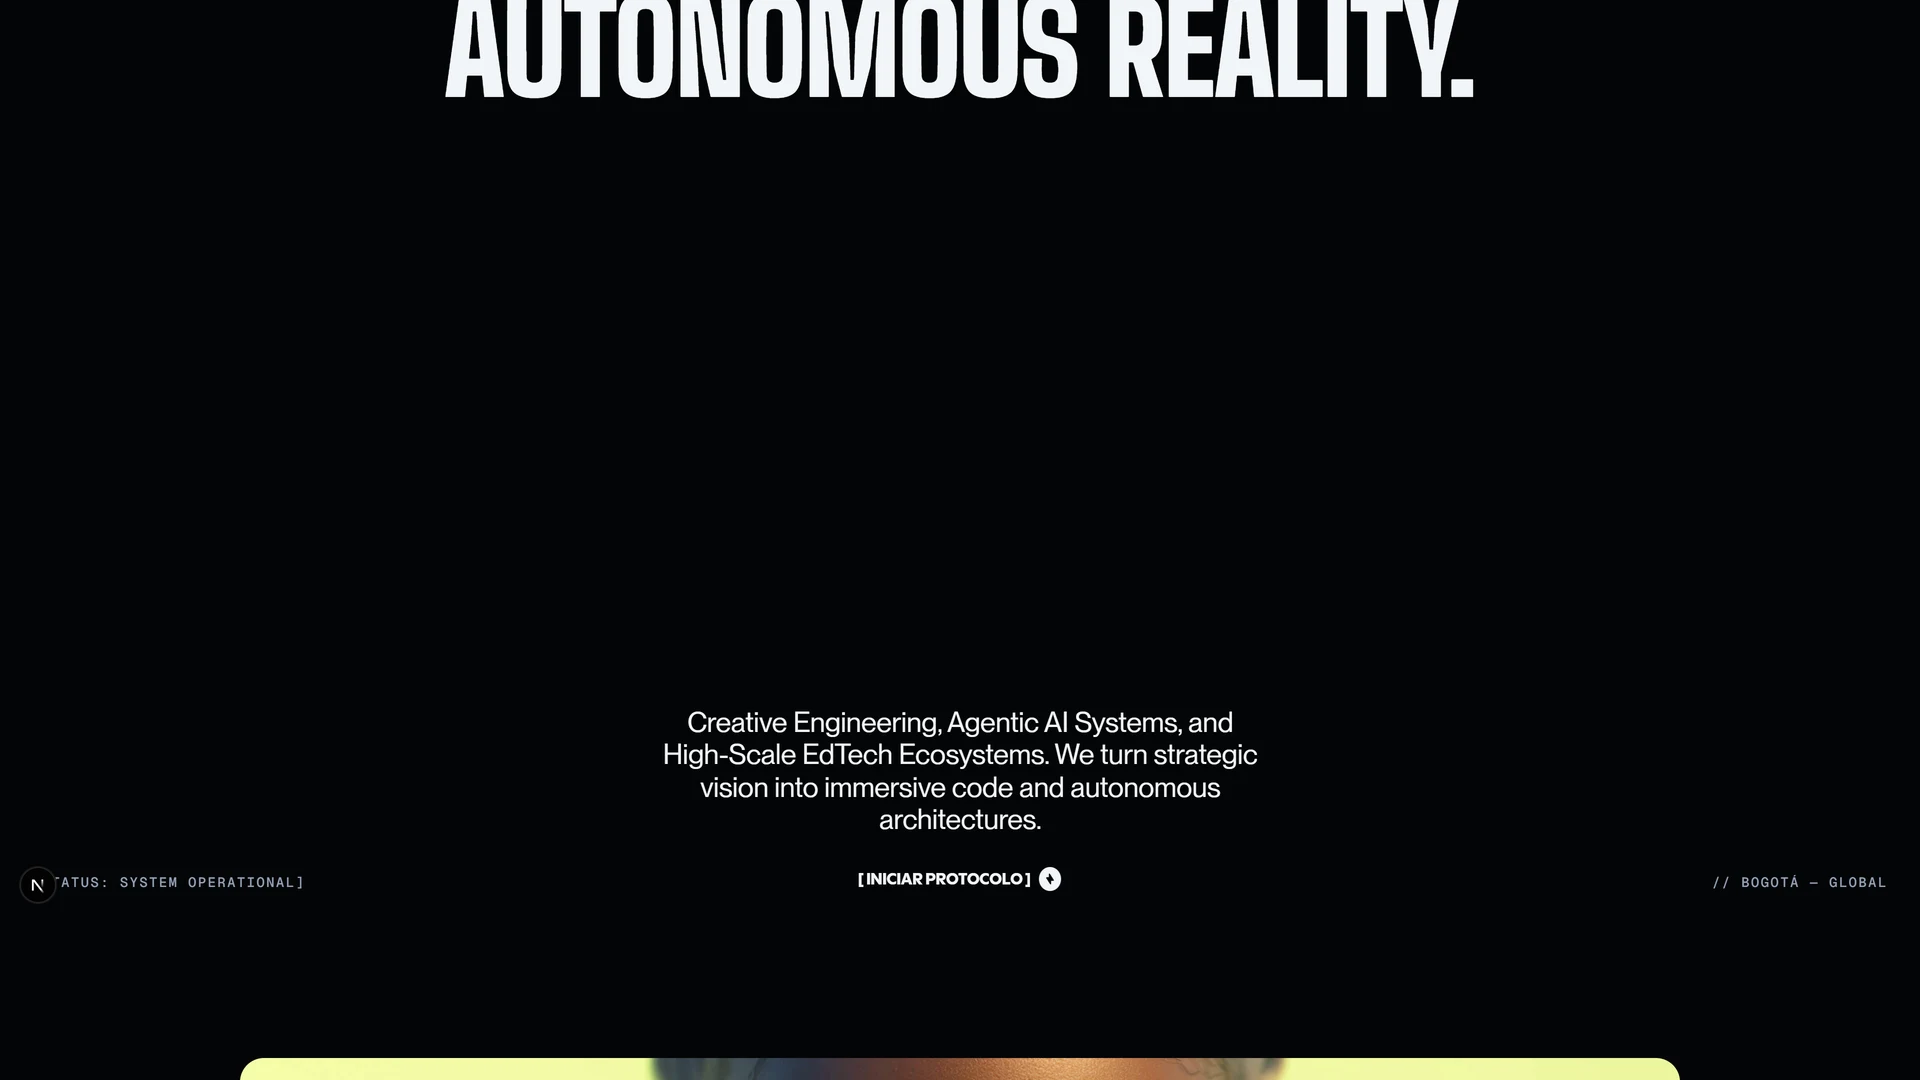 AUTONOMOUS REALITY.
Creative Engineering, Agentic AI Systems, and
High-Scale EdTech Ecosystems. We turn strategic
vision into immersive code and autonomous
architectures.
N TATUS: SYSTEM OPERATIONAL]
[ INICIAR PROTOCOLO ]
// BOGOTÁ — GLOBAL